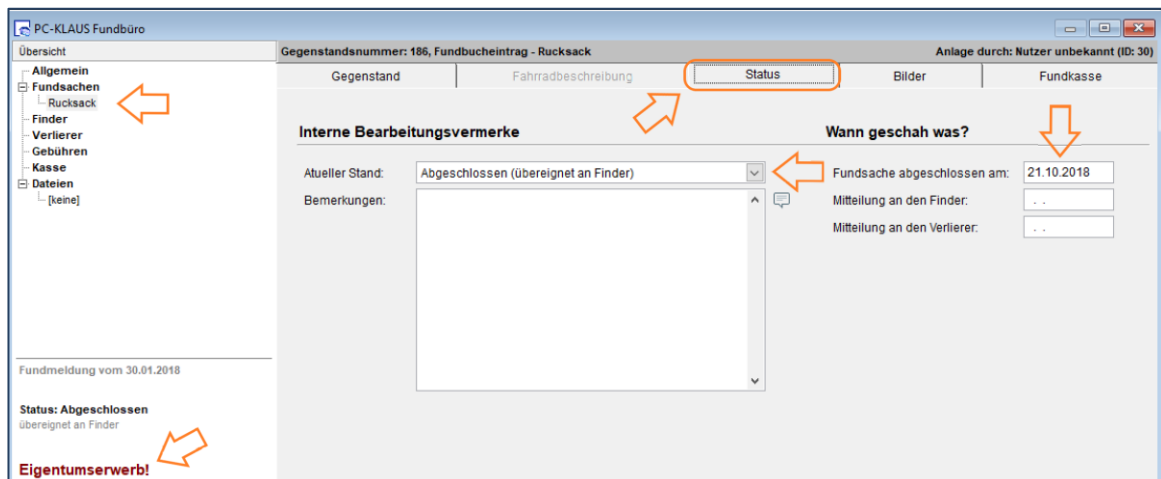 PC-KLAUS Fundbüro
Übersicht
Gegenstandsnummer: 186, Fundbucheintrag - Rucksack
Anlage durch: Nutzer unbekannt (ID: 30)
Allgemein
Fundsachen
Rucksack
Finder
Verlierer
Gebühren
Kasse
Dateien
[keine]
Gegenstand
Fahrradbeschreibung
Status
Bilder
Fundkasse
Interne Bearbeitungsvermerke
Wann geschah was?
Atueller Stand:
Abgeschlossen (übereignet an Finder)
Fundsache abgeschlossen am:
21.10.2018
Bemerkungen:
Mitteilung an den Finder:
. .
Mitteilung an den Verlierer:
. .
Fundmeldung vom 30.01.2018
Status: Abgeschlossen
übereignet an Finder
Eigentumserwerb!